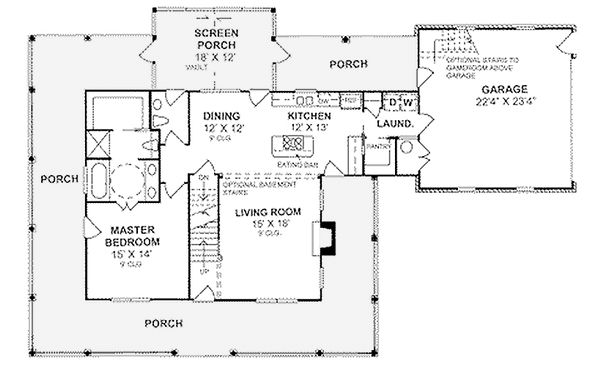 SCREEN
PORCH
18' X 12'
VAULT
PORCH
OPTIONAL STAIRS TO
GAMEROOM ABOVE
GARAGE
GARAGE
22'4" X 23'4"
DINING
12' X 12'
9' CLG.
KITCHEN
12' X 13'
DW
REF.
D W
LAUND.
EATING BAR
PANTRY
PORCH
DN
OPTIONAL BASEMENT
STAIRS
LIVING ROOM
15' X 18'
9' CLG.
MASTER
BEDROOM
15' X 14'
9' CLG.
UP
PORCH